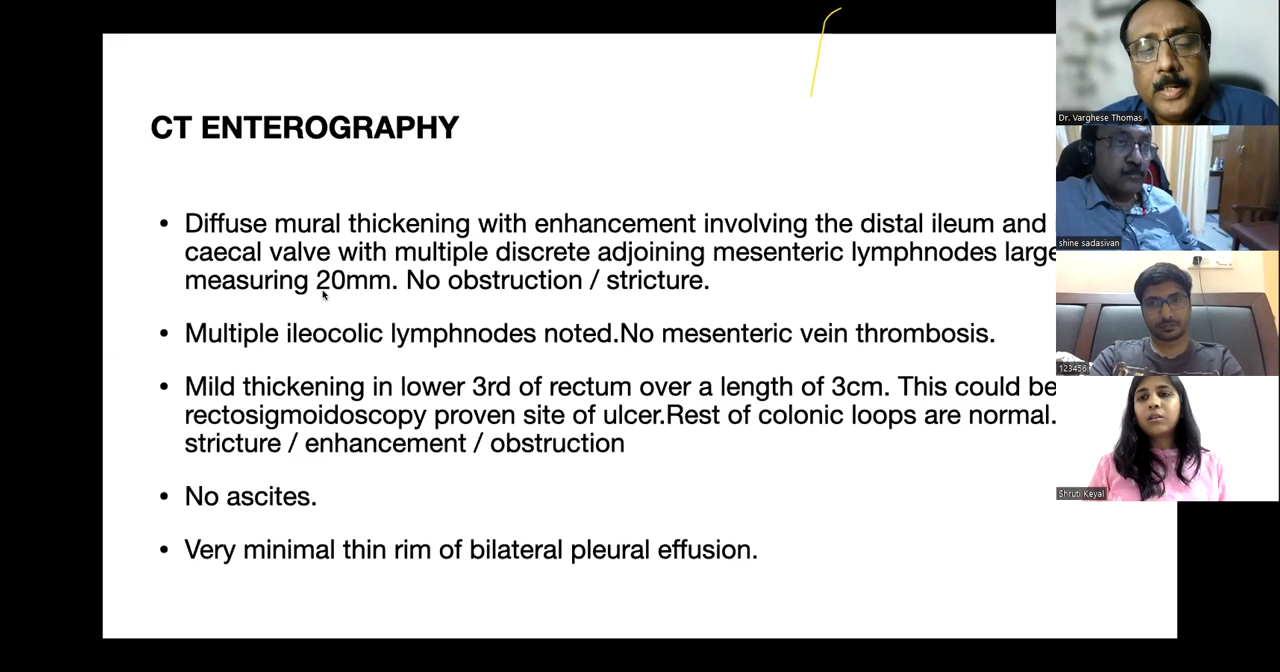 CT ENTEROGRAPHY
• Diffuse mural thickening with enhancement involving the distal ileum and
caecal valve with multiple discrete adjoining mesenteric lymphnodes large
measuring 20mm. No obstruction / stricture.
• Multiple ileocolic lymphnodes noted.No mesenteric vein thrombosis.
• Mild thickening in lower 3rd of rectum over a length of 3cm. This could be
rectosigmoidoscopy proven site of ulcer.Rest of colonic loops are normal.
stricture / enhancement / obstruction
• No ascites.
• Very minimal thin rim of bilateral pleural effusion.
Dr. Varghese Thomas
shine sadasivan
123456
Shruti Keyal